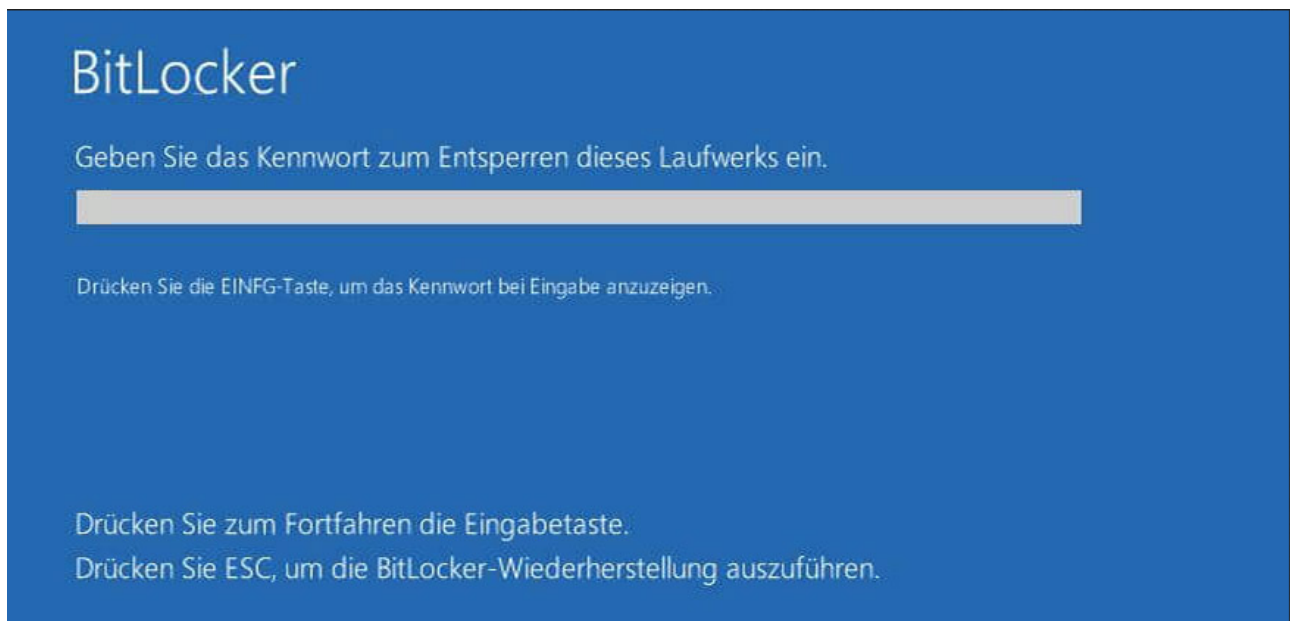 BitLocker
Geben Sie das Kennwort zum Entsperren dieses Laufwerks ein.
Drücken Sie die EINFG-Taste, um das Kennwort bei Eingabe anzuzeigen.
Drücken Sie zum Fortfahren die Eingabetaste.
Drücken Sie ESC, um die BitLocker-Wiederherstellung auszuführen.